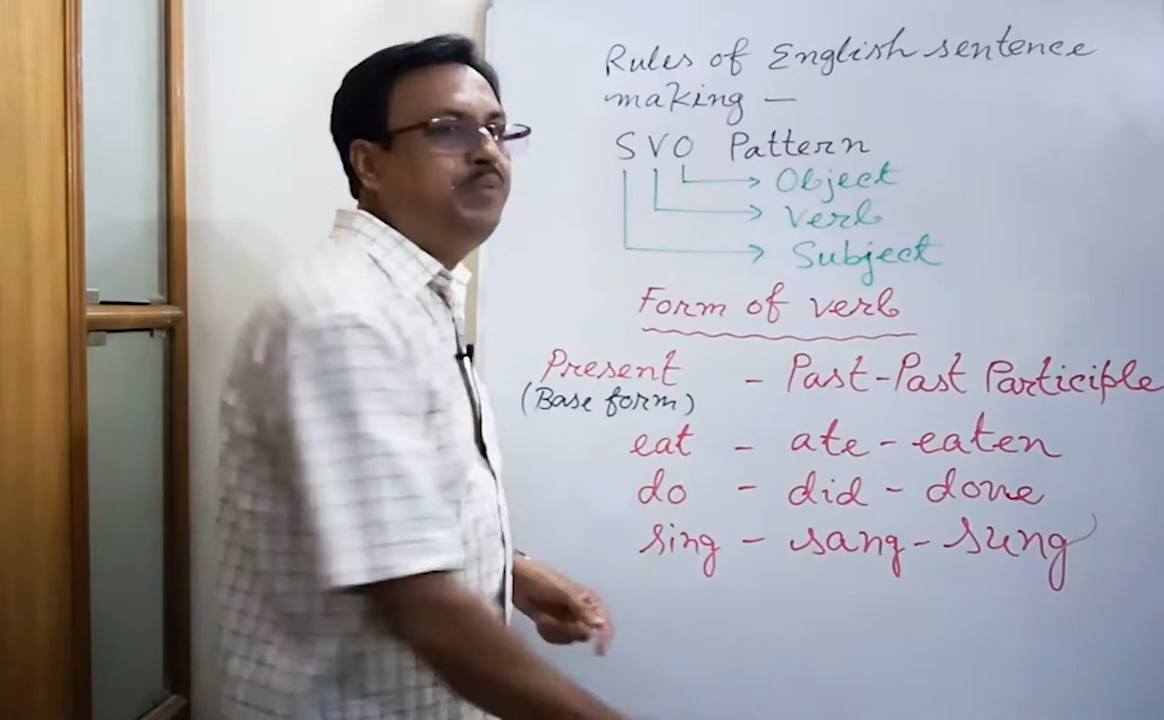 Rules of English sentence
making –
S V O Pattern
Object
Verb
Subject
Form of verb
Present - Past-Past Participle
(Base form)
eat - ate - eaten
do - did - done
sing - sang - sung